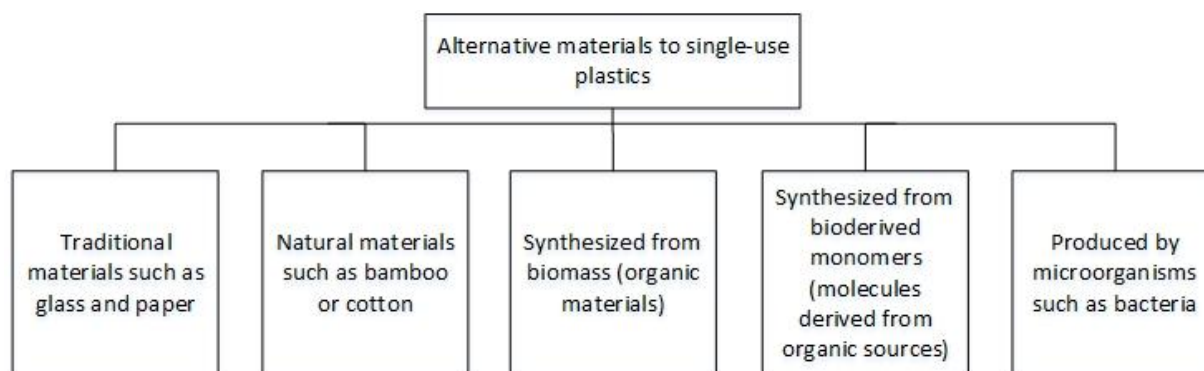 Alternative materials to single-use
plastics
Traditional
materials such as
glass and paper
Natural materials
such as bamboo
or cotton
Synthesized from
biomass (organic
materials)
Synthesized from
bioderived
monomers
(molecules
derived from
organic sources)
Produced by
microorganisms
such as bacteria